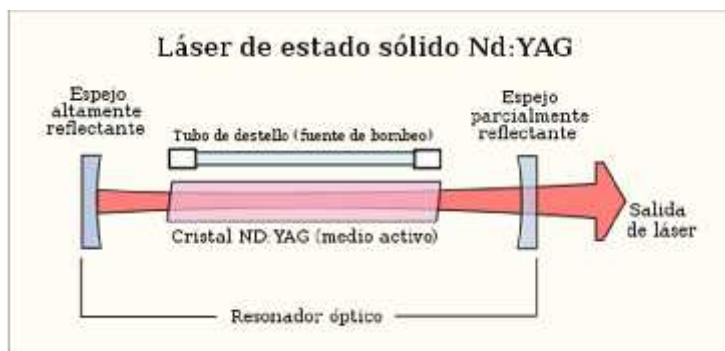 Láser de estado sólido Nd:YAG
Espejo
altamente
reflectante
Tubo de destello (fuente de bombeo)
Espejo
parcialmente
reflectante
Cristal ND:YAG (medio activo)
Salida
de láser
Resonador óptico